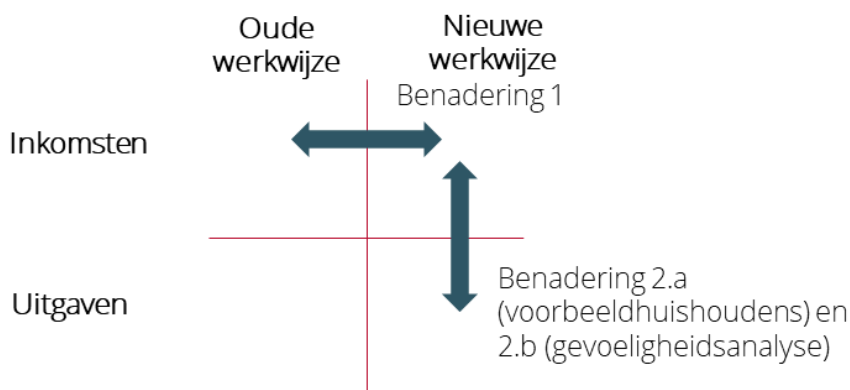 Oude
werkwijze
Nieuwe
werkwijze
Benadering 1
Inkomsten
Uitgaven
Benadering 2.a
(voorbeeldhuishoudens) en
2.b (gevoeligheidsanalyse)